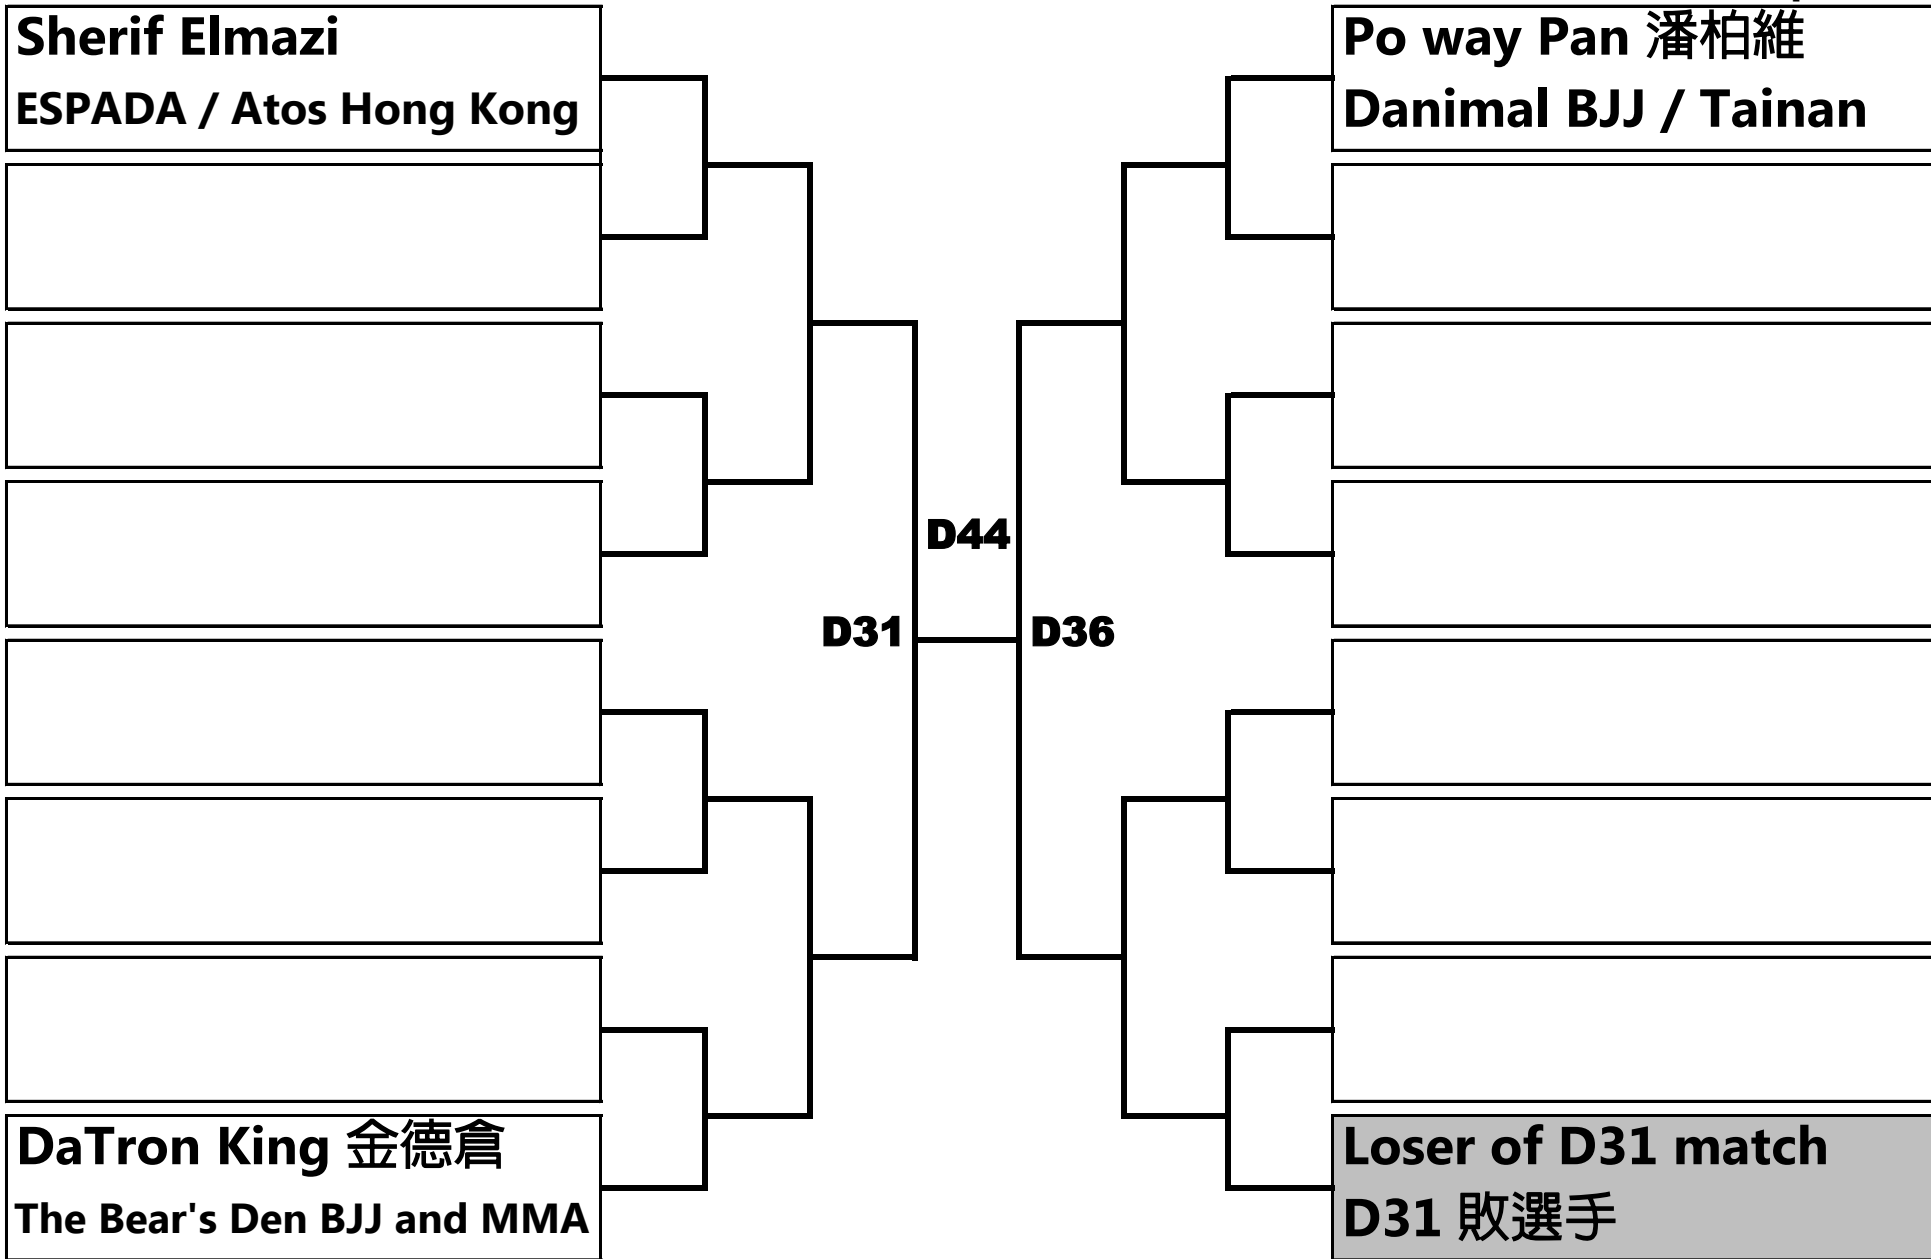 Sherif Elmazi
ESPADA / Atos Hong Kong
Po way Pan 潘柏維
Danimal BJJ / Tainan
D44
D31
D36
DaTron King 金德倉
The Bear's Den BJJ and MMA
Loser of D31 match
D31 敗選手